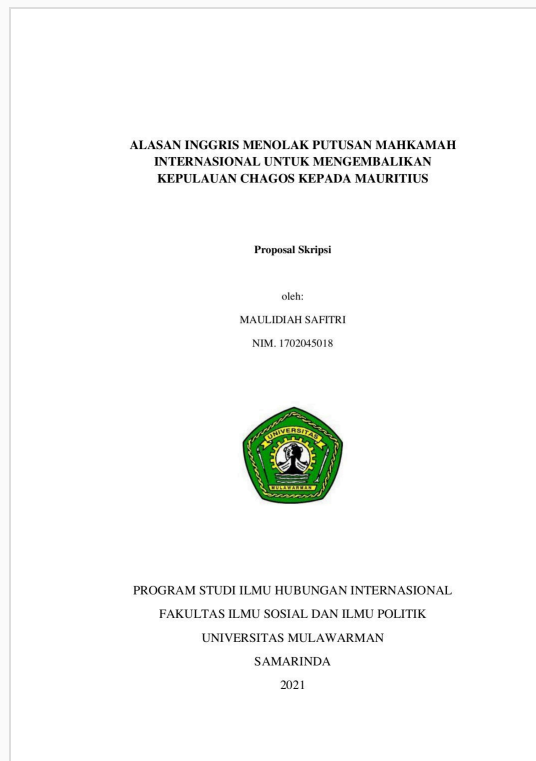 ALASAN INGGRIS MENOLAK PUTUSAN MAHKAMAH
INTERNASIONAL UNTUK MENGEMBALIKAN
KEPULAUAN CHAGOS KEPADA MAURITIUS
Proposal Skripsi
oleh:
MAULIDIAH SAFITRI
NIM. 1702045018
UNIVERSITAS
MULAWARMAN
PROGRAM STUDI ILMU HUBUNGAN INTERNASIONAL
FAKULTAS ILMU SOSIAL DAN ILMU POLITIK
UNIVERSITAS MULAWARMAN
SAMARINDA
2021